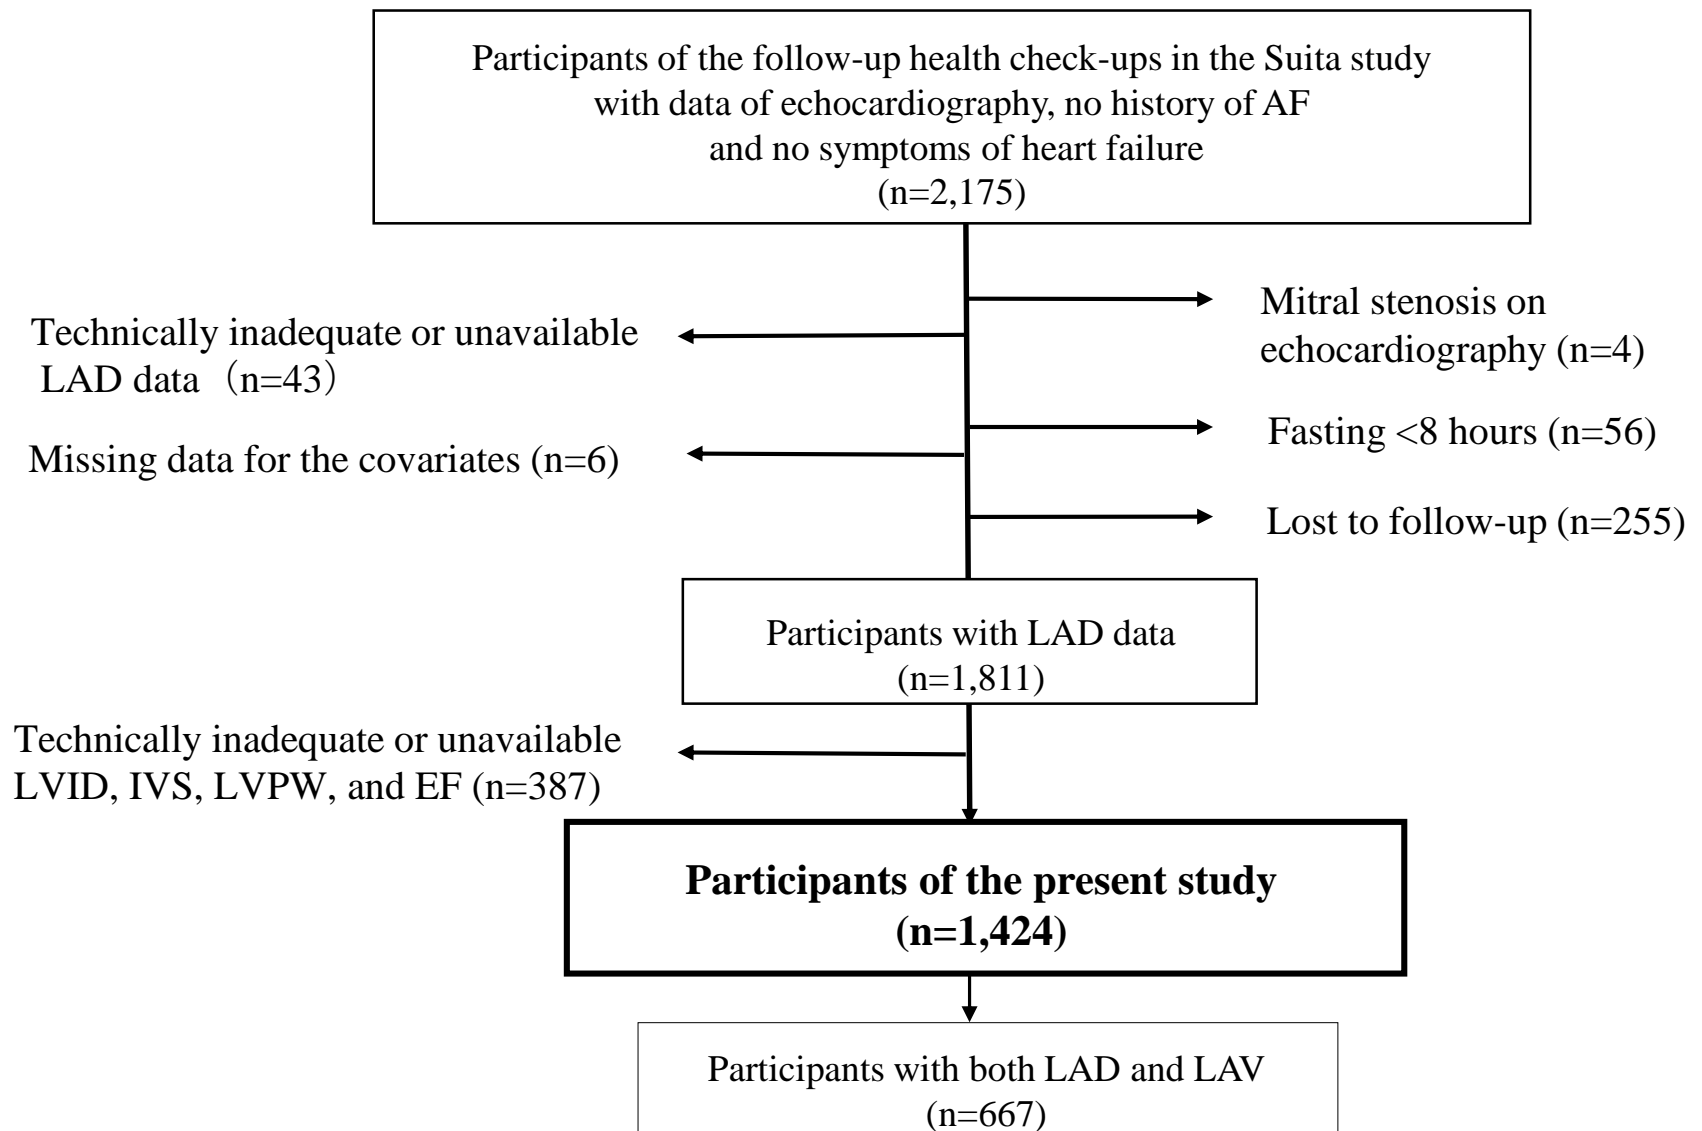 Participants of the follow-up health check-ups in the Suita study
with data of echocardiography, no history of AF
and no symptoms of heart failure
(n=2,175)
Mitral stenosis on
echocardiography (n=4)
Technically inadequate or unavailable
LAD data（n=43）
Fasting <8 hours (n=56)
Missing data for the covariates (n=6)
Lost to follow-up (n=255)
Participants with LAD data
(n=1,811)
Technically inadequate or unavailable
LVID, IVS, LVPW, and EF (n=387)
Participants of the present study
(n=1,424)
Participants with both LAD and LAV
(n=667)